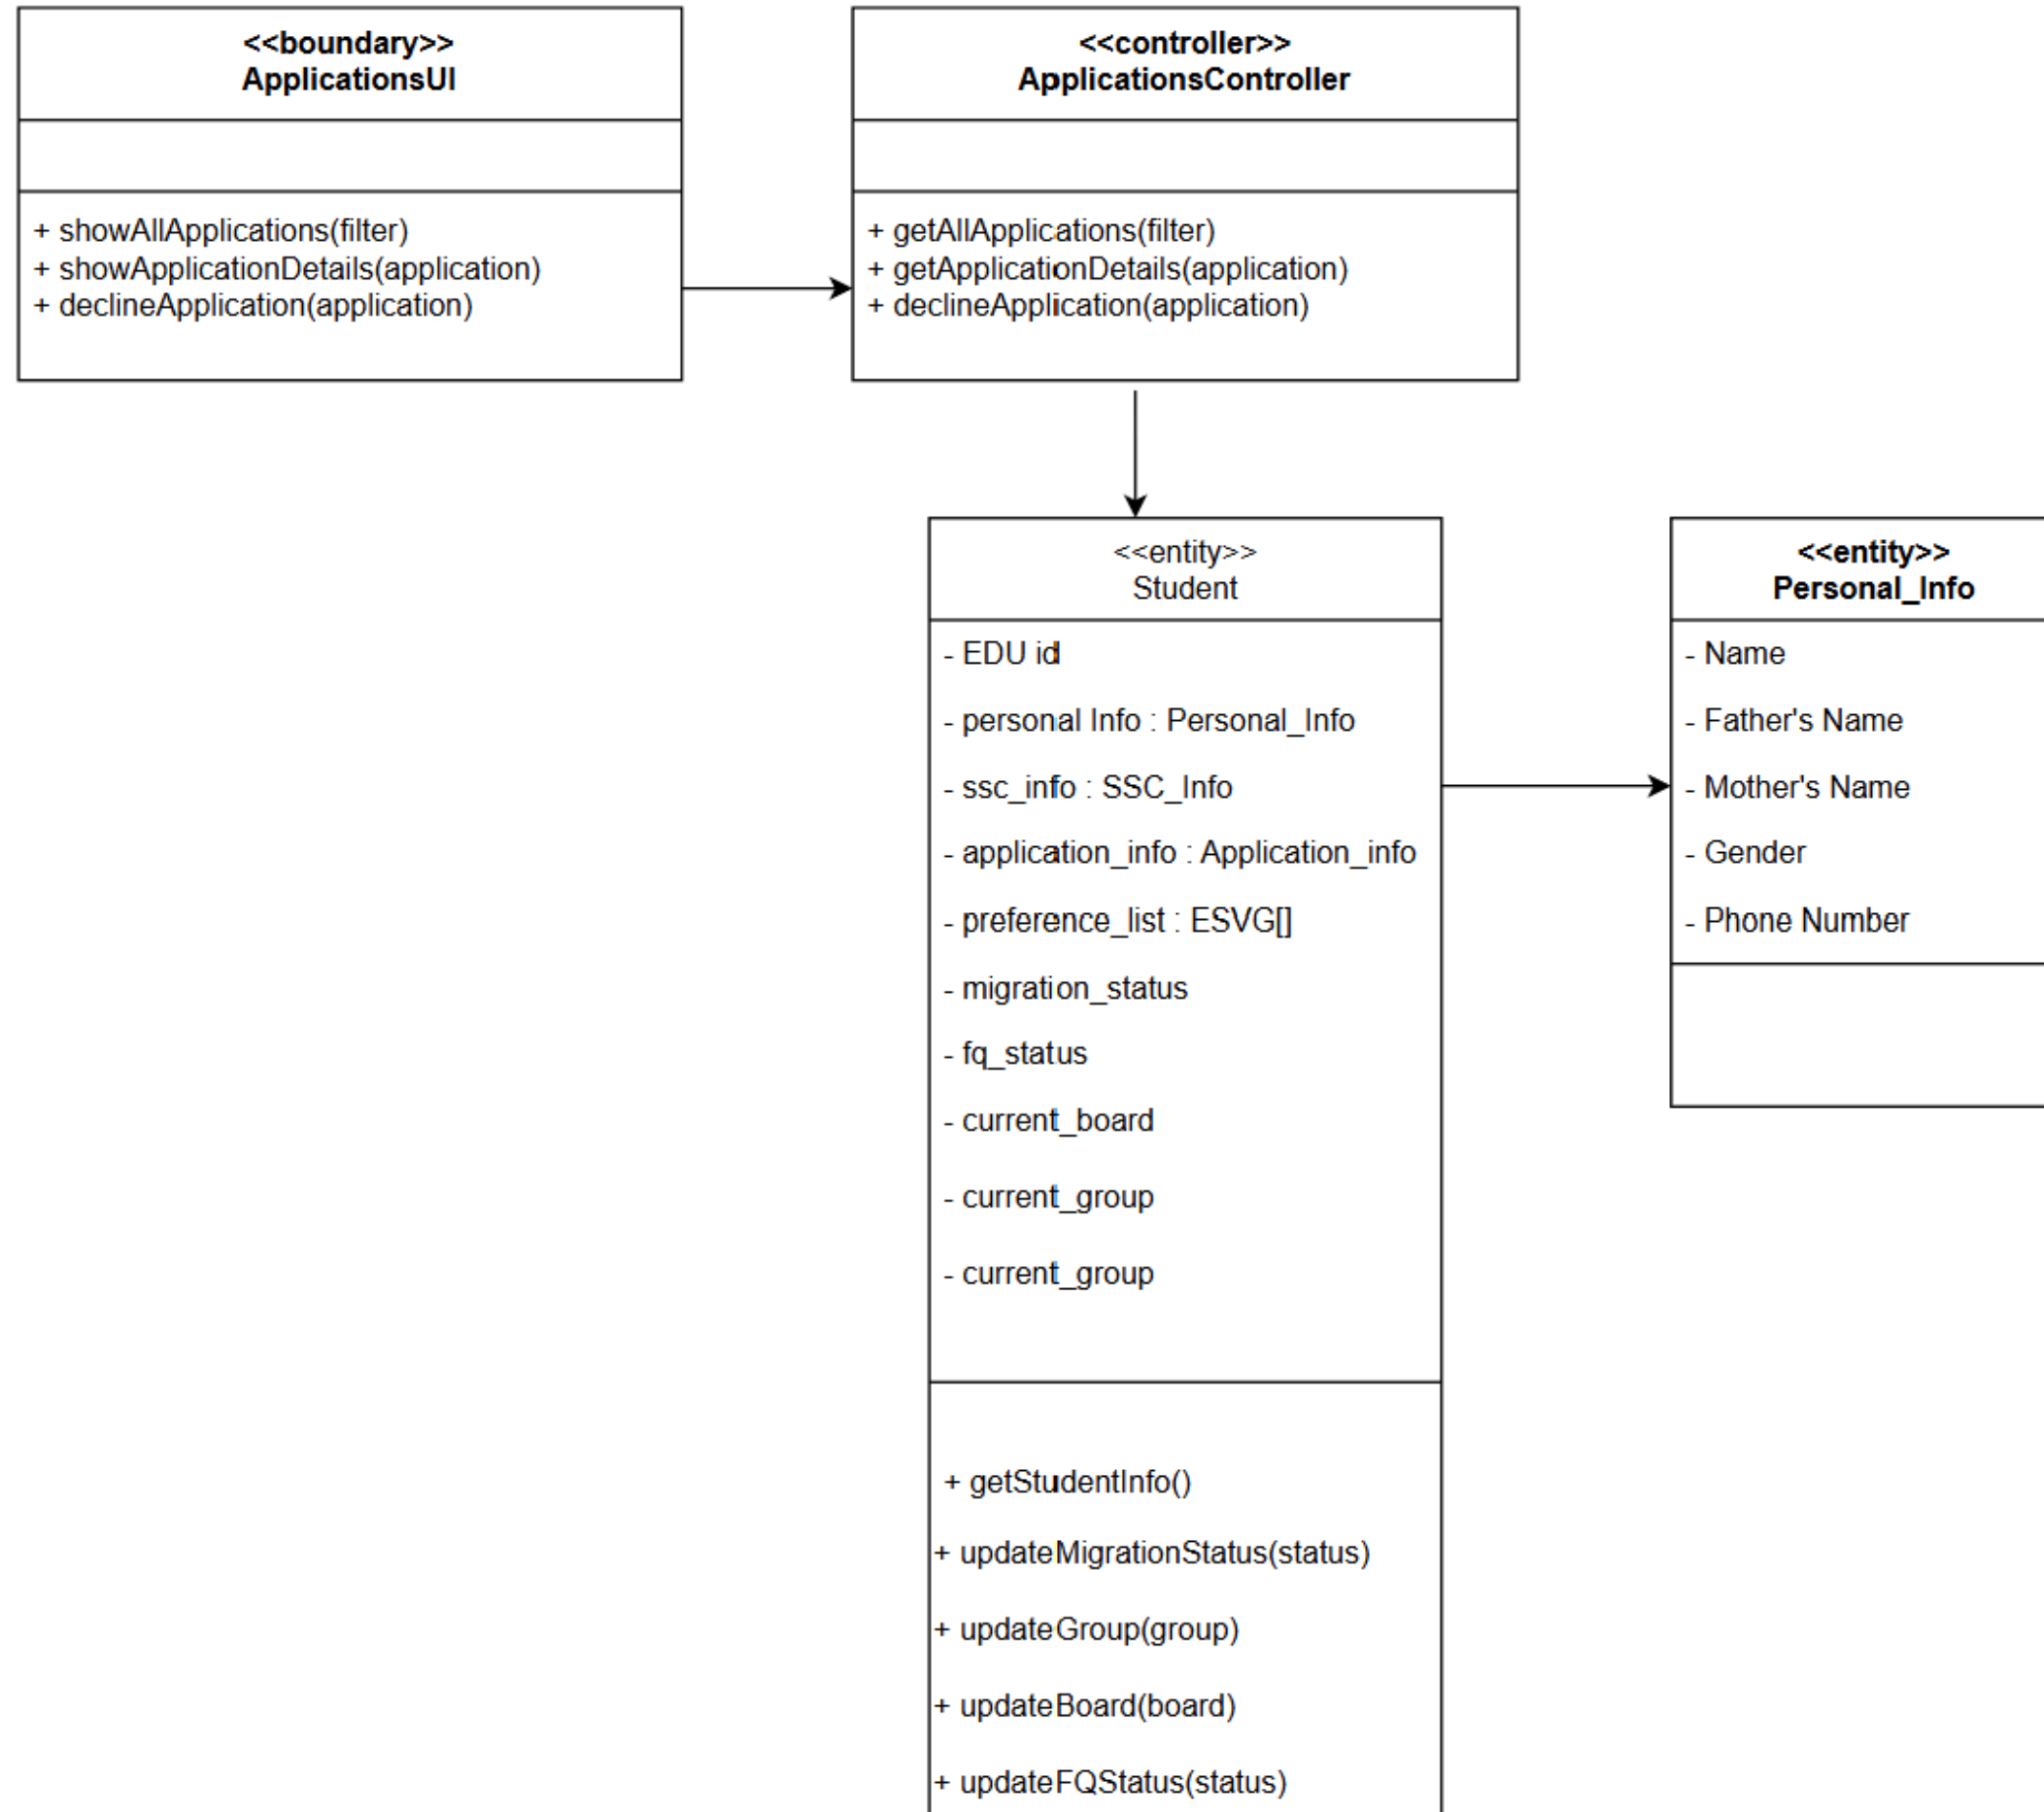 <<boundary>>
ApplicationsUI
+ showAllApplications(filter)
+ showApplicationDetails(application)
+ declineApplication(application)
<<controller>>
ApplicationsController
+ getAllApplications(filter)
+ getApplicationDetails(application)
+ declineApplication(application)
<<entity>>
Student
- EDU id
- personal Info : Personal_Info
- ssc_info : SSC_Info
- application_info : Application_info
- preference_list : ESVG[]
- migration_status
- fq_status
- current_board
- current_group
- current_group
+ getStudentInfo()
+ updateMigrationStatus(status)
+ updateGroup(group)
+ updateBoard(board)
+ updateFQStatus(status)
<<entity>>
Personal_Info
- Name
- Father's Name
- Mother's Name
- Gender
- Phone Number